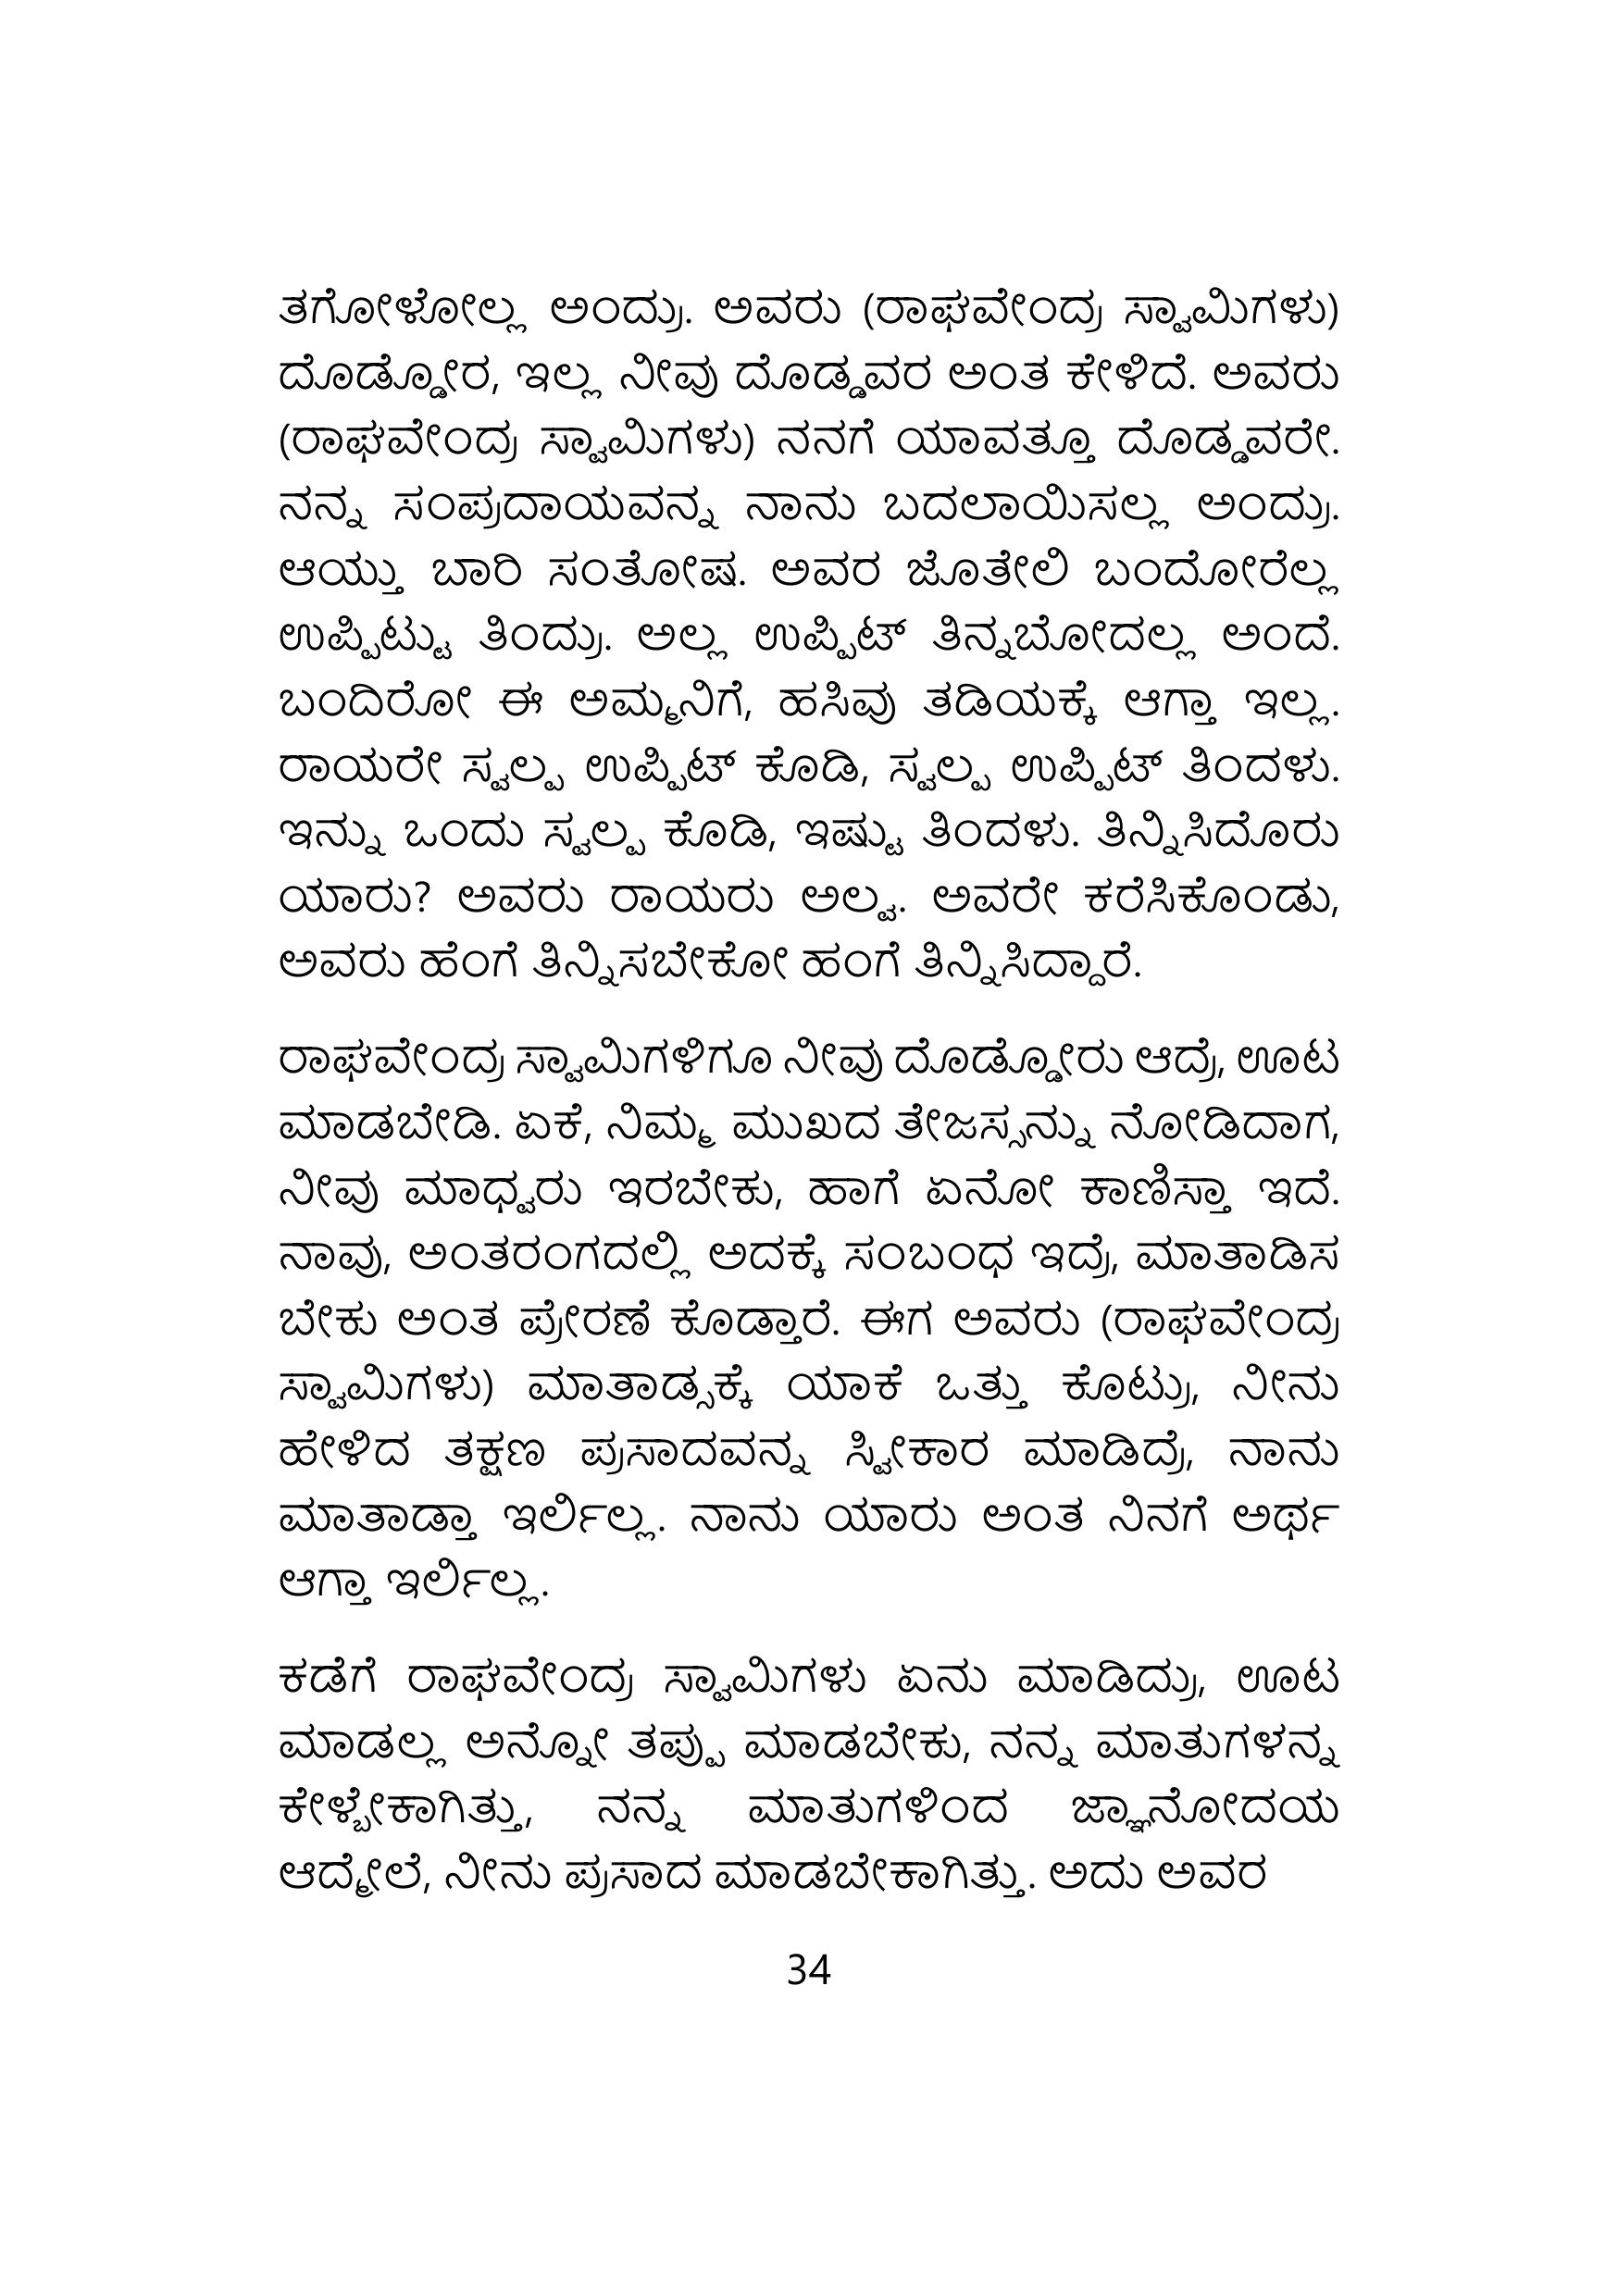 ತಗೋಳೋಲ್ಲ ಅಂದ್ರು. ಅವರು (ರಾಘವೇಂದ್ರ ಸ್ವಾಮಿಗಳು)
ದೊಡ್ಡೋರ, ಇಲ್ಲ ನೀವು ದೊಡ್ಡವರ ಅಂತ ಕೇಳಿದೆ. ಅವರು
(ರಾಘವೇಂದ್ರ ಸ್ವಾಮಿಗಳು) ನನಗೆ ಯಾವತ್ತೂ ದೊಡ್ಡವರೇ.
ನನ್ನ ಸಂಪ್ರದಾಯವನ್ನ ನಾನು ಬದಲಾಯಿಸಲ್ಲ ಅಂದ್ರು.
ಆಯ್ತು ಬಾರಿ ಸಂತೋಷ. ಅವರ ಜೊತೇಲಿ ಬಂದೋರೆಲ್ಲ
ಉಪ್ಪಿಟ್ಟು ತಿಂದ್ರು. ಅಲ್ಲ ಉಪ್ಪಿಟ್ ತಿನ್ನಬೋದಲ್ಲ ಅಂದೆ.
ಬಂದಿರೋ ಈ ಅಮ್ಮನಿಗೆ, ಹಸಿವು ತಡಿಯಕ್ಕೆ ಆಗ್ತಾ ಇಲ್ಲ.
ರಾಯರೇ ಸ್ವಲ್ಪ ಉಪ್ಪಿಟ್ ಕೊಡಿ, ಸ್ವಲ್ಪ ಉಪ್ಪಿಟ್ ತಿಂದಳು.
ಇನ್ನು ಒಂದು ಸ್ವಲ್ಪ ಕೊಡಿ, ಇಷ್ಟು ತಿಂದಳು. ತಿನ್ನಿಸಿದೊರು
ಯಾರು? ಅವರು ರಾಯರು ಅಲ್ವ. ಅವರೇ ಕರೆಸಿಕೊಂಡು,
ಅವರು ಹೆಂಗೆ ತಿನ್ನಿಸಬೇಕೋ ಹಂಗೆ ತಿನ್ನಿಸಿದ್ದಾರೆ.
ರಾಘವೇಂದ್ರ ಸ್ವಾಮಿಗಳಿಗೂ ನೀವು ದೊಡ್ಡೋರು ಆದ್ರೆ, ಊಟ
ಮಾಡಬೇಡಿ. ಏಕೆ, ನಿಮ್ಮ ಮುಖದ ತೇಜಸ್ಸನ್ನು ನೋಡಿದಾಗ,
ನೀವು ಮಾಧ್ವರು ಇರಬೇಕು, ಹಾಗೆ ಏನೋ ಕಾಣಿಸ್ತಾ ಇದೆ.
ನಾವು, ಅಂತರಂಗದಲ್ಲಿ ಅದಕ್ಕೆ ಸಂಬಂಧ ಇದ್ರೆ, ಮಾತಾಡಿಸ
ಬೇಕು ಅಂತ ಪ್ರೇರಣೆ ಕೊಡ್ತಾರೆ. ಈಗ ಅವರು (ರಾಘವೇಂದ್ರ
ಸ್ವಾಮಿಗಳು) ಮಾತಾಡ್ಸಕ್ಕೆ ಯಾಕೆ ಒತ್ತು ಕೊಟ್ರು, ನೀನು
ಹೇಳಿದ ತಕ್ಷಣ ಪ್ರಸಾದವನ್ನ ಸ್ವೀಕಾರ ಮಾಡಿದ್ರೆ, ನಾನು
ಮಾತಾಡ್ತಾ ಇರ್ಲಿಲ್ಲ. ನಾನು ಯಾರು ಅಂತ ನಿನಗೆ ಅರ್ಥ
ಆಗ್ತಾ ಇರ್ಲಿಲ್ಲ.
ಕಡೆಗೆ ರಾಘವೇಂದ್ರ ಸ್ವಾಮಿಗಳು ಏನು ಮಾಡಿದ್ರು, ಊಟ
ಮಾಡಲ್ಲ ಅನ್ನೋ ತಪ್ಪು ಮಾಡಬೇಕು, ನನ್ನ ಮಾತುಗಳನ್ನ
ಕೇಳ್ಬೇಕಾಗಿತ್ತು, ನನ್ನ ಮಾತುಗಳಿಂದ ಜ್ಞಾನೋದಯ
ಆದ್ಮೇಲೆ, ನೀನು ಪ್ರಸಾದ ಮಾಡಬೇಕಾಗಿತ್ತು. ಅದು ಅವರ
34